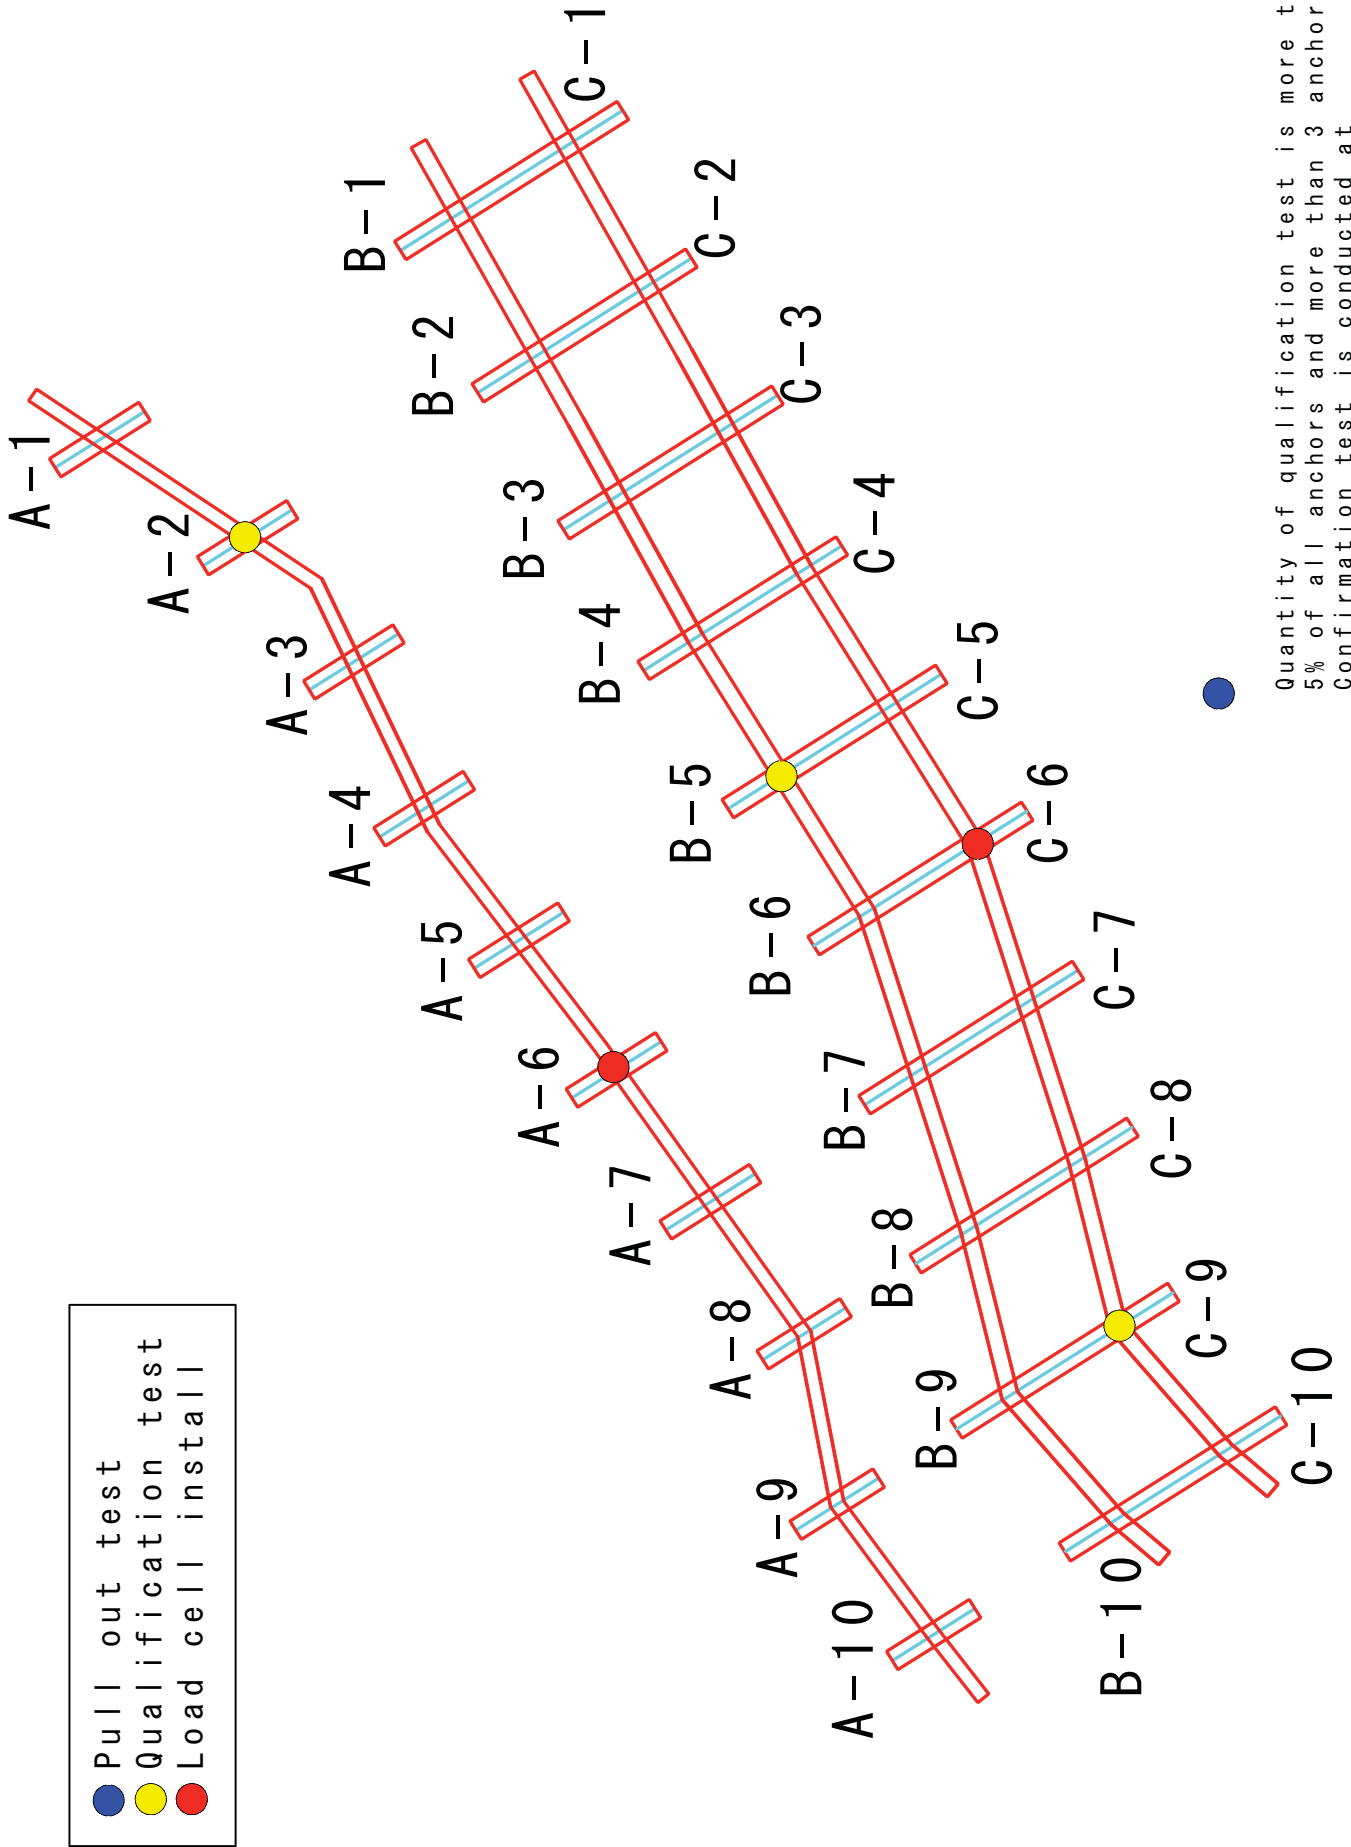 Pull out test
Qualification test
Load cell install
A-1
A-2
A-3
A-4
A-5
A-6
A-7
A-8
A-9
A-10
B-1
B-2
B-3
B-4
B-5
B-6
B-7
B-8
B-9
B-10
C-1
C-2
C-3
C-4
C-5
C-6
C-7
C-8
C-9
C-10
Quantity of qualification test is more t
5% of all anchors and more than 3 anchor
Confirmation test is conducted at